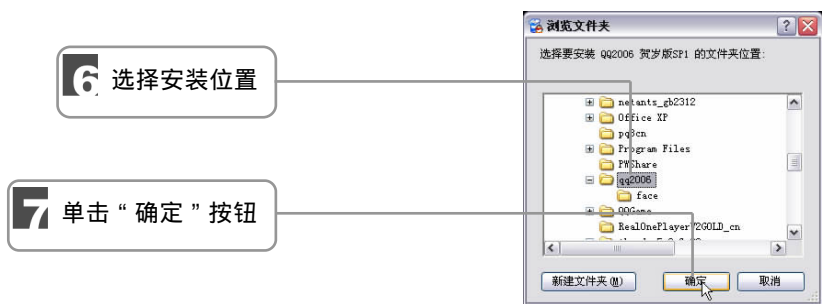 6 选择安装位置
7 单击“确定”按钮
浏览文件夹
选择要安装 QQ2006 贺岁版SP1 的文件夹位置:
netants_gb2312
Office XP
pq8cn
Program Files
PWShare
qq2006
face
QQGame
新建文件夹(M) 确定 取消